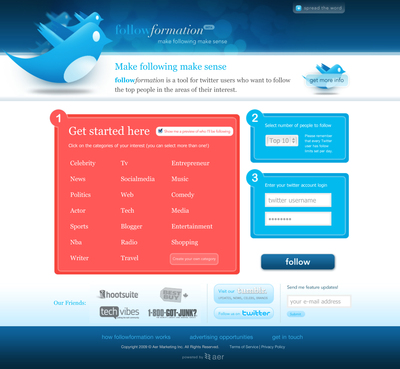 spread the word
followformation
make following make sense
Make following make sense
followformation is a tool for twitter users who want to follow
the top people in the areas of their interest.
get more info
1
Get started here
Show me a preview of who I'll be following
Click on the categories of your interest (you can select more than one!)
Celebrity Tv Entrepreneur
News Socialmedia Music
Politics Web Comedy
Actor Tech Media
Sports Blogger Entertainment
Nba Radio Shopping
Writer Travel Create your own category
2
Select number of people to follow
Top 10
Please remember
that every Twitter
user has follow
limits set per day.
3
Enter your twitter account login
twitter username
********
follow
Our Friends:
hootsuite
BEST BUY
techvibes
1-800-GOT-JUNK?
Visit our tumblr
Follow us on twitter
Send me feature updates!
your e-mail address
submit
how followformation works advertising opportunities get in touch
Copyright 2009 © Aer Marketing Inc. All Rights Reserved. Terms of Service | Privacy Policy
powered by aer